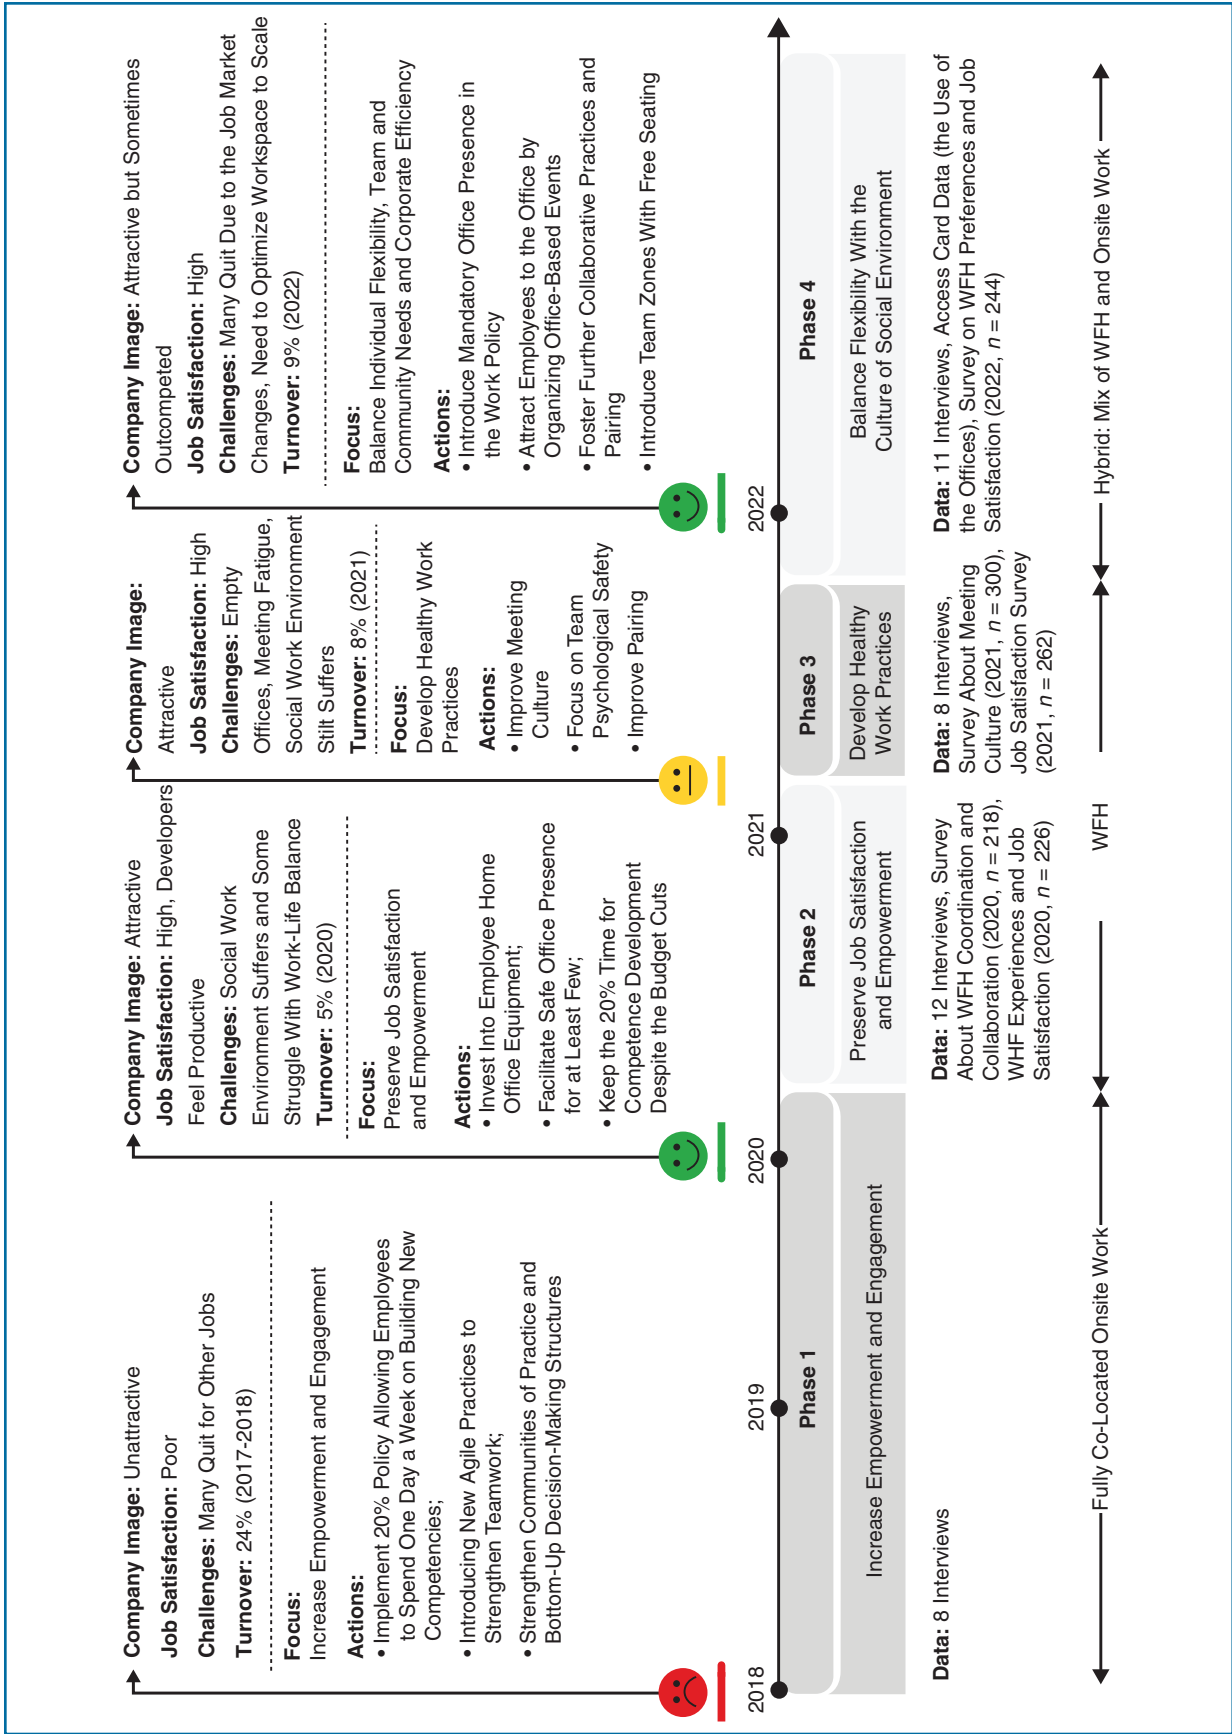 Company Image: Unattractive
Job Satisfaction: Poor
Challenges: Many Quit for Other Jobs
Turnover: 24% (2017-2018)
Focus:
Increase Empowerment and Engagement
Actions:
• Implement 20% Policy Allowing Employees
to Spend One Day a Week on Building New
Competencies;
• Introducing New Agile Practices to
Strengthen Teamwork;
• Strengthen Communities of Practice and
Bottom-Up Decision-Making Structures
Company Image: Attractive
Job Satisfaction: High, Developers
Feel Productive
Challenges: Social Work
Environment Suffers and Some
Struggle With Work-Life Balance
Turnover: 5% (2020)
Focus:
Preserve Job Satisfaction
and Empowerment
Actions:
• Invest Into Employee Home
Office Equipment;
• Facilitate Safe Office Presence
for at Least Few;
• Keep the 20% Time for
Competence Development
Despite the Budget Cuts
Company Image:
Attractive
Job Satisfaction: High
Challenges: Empty
Offices, Meeting Fatigue,
Social Work Environment
Stilt Suffers
Turnover: 8% (2021)
Focus:
Develop Healthy Work
Practices
Actions:
• Improve Meeting
Culture
• Focus on Team
Psychological Safety
• Improve Pairing
Company Image: Attractive but Sometimes
Outcompeted
Job Satisfaction: High
Challenges: Many Quit Due to the Job Market
Changes, Need to Optimize Workspace to Scale
Turnover: 9% (2022)
Focus:
Balance Individual Flexibility, Team and
Community Needs and Corporate Efficiency
Actions:
• Introduce Mandatory Office Presence in
the Work Policy
• Attract Employees to the Office by
Organizing Office-Based Events
• Foster Further Collaborative Practices and
Pairing
• Introduce Team Zones With Free Seating
2018
2019
2020
2021
2022
Phase 1
Increase Empowerment and Engagement
Phase 2
Preserve Job Satisfaction
and Empowerment
Phase 3
Develop Healthy
Work Practices
Phase 4
Balance Flexibility With the
Culture of Social Environment
Data: 8 Interviews
Data: 12 Interviews, Survey
About WFH Coordination and
Collaboration (2020, n = 218),
WHF Experiences and Job
Satisfaction (2020, n = 226)
Data: 8 Interviews,
Survey About Meeting
Culture (2021, n = 300),
Job Satisfaction Survey
(2021, n = 262)
Data: 11 Interviews, Access Card Data (the Use of
the Offices), Survey on WFH Preferences and Job
Satisfaction (2022, n = 244)
Fully Co-Located Onsite Work
WFH
Hybrid: Mix of WFH and Onsite Work